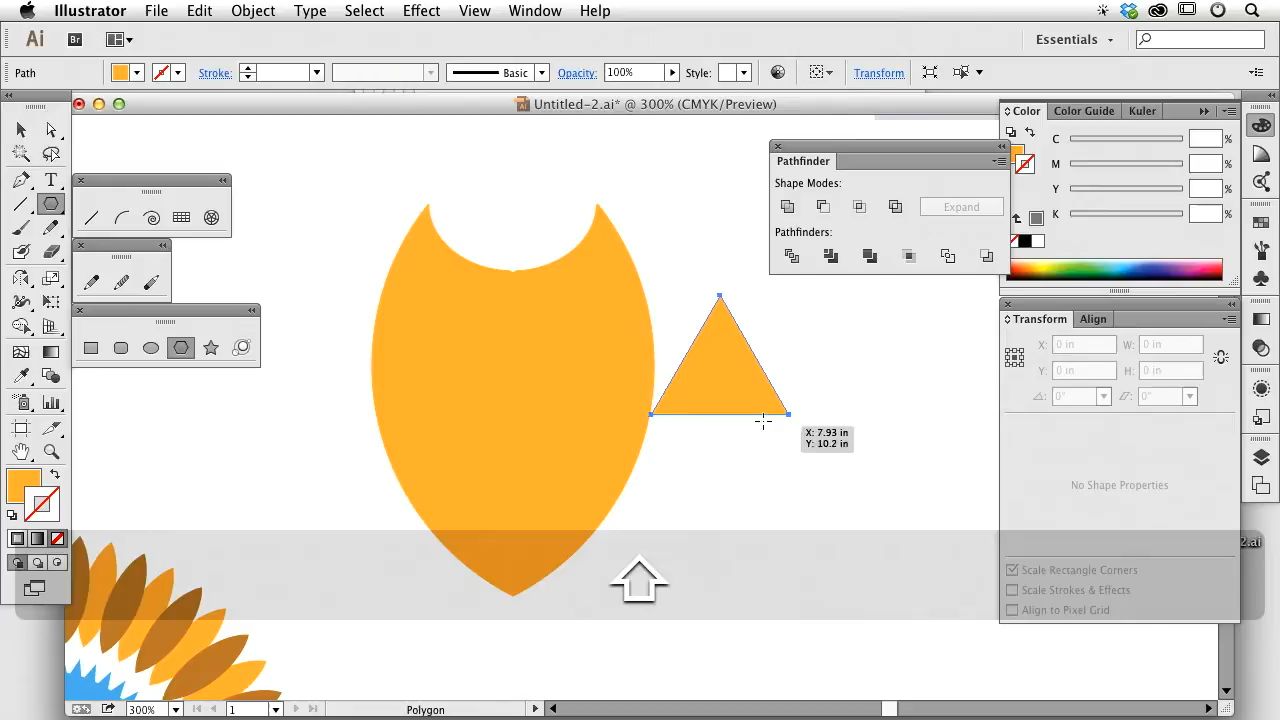 Illustrator File Edit Object Type Select Effect View Window Help
Ai Br Essentials
Path Stroke: Basic Opacity: 100% Style: Transform
Untitled-2.ai* @ 300% (CMYK/Preview)
Color Color Guide Kuler
C %
M %
Y %
K %
Pathfinder
Shape Modes:
Expand
Pathfinders:
Transform Align
X: 0 in W: 0 in
Y: 0 in H: 0 in
0° 0°
No Shape Properties
Scale Rectangle Corners
Scale Strokes & Effects
Align to Pixel Grid
X: 7.93 in
Y: 10.2 in
T
2.ai
300% 1 Polygon